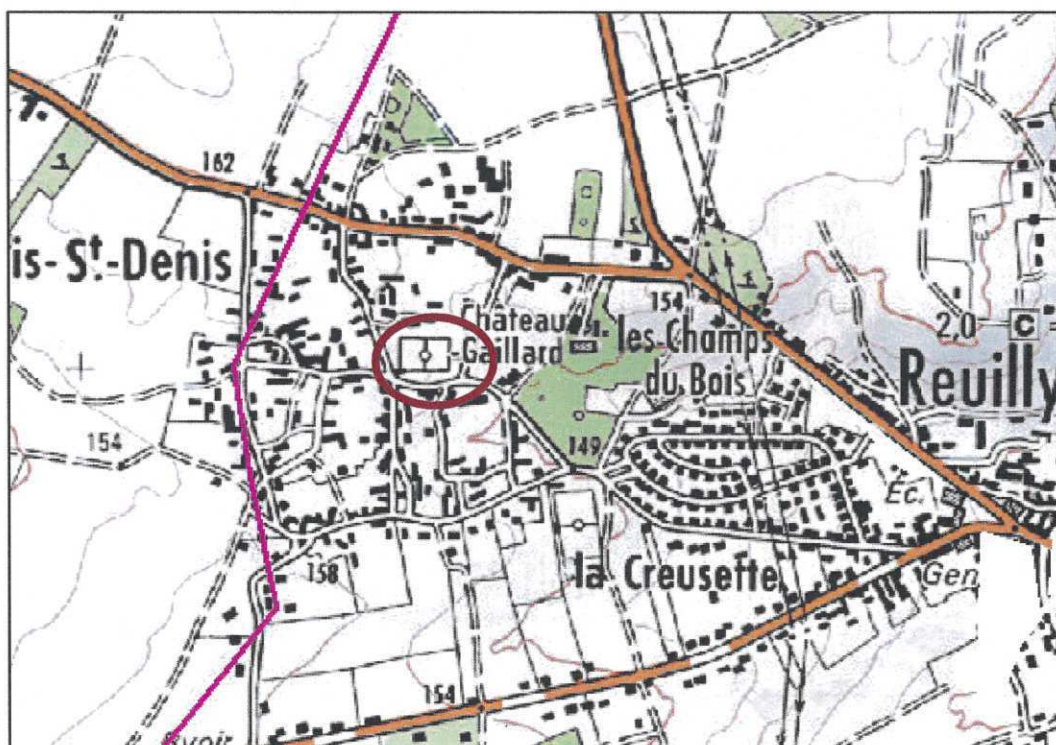 162
is-St-Denis
Château
-Gaillard
154
les-Champs
du Bois
2,0
C
Reuilly
154
149
Ec.
158
la Creusette
Gen
154